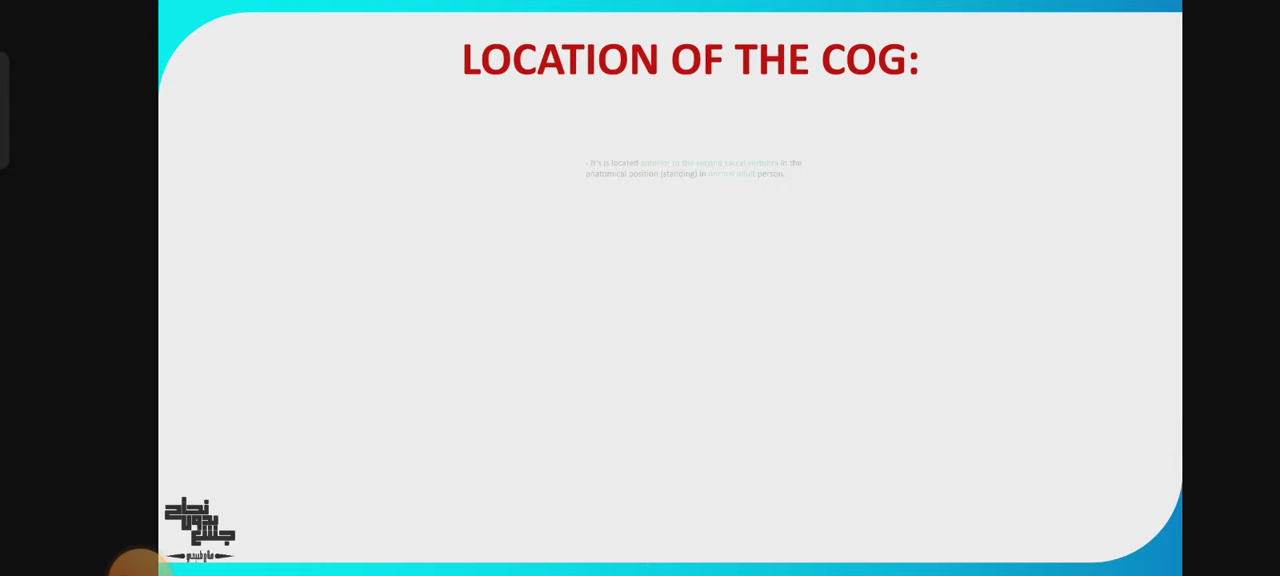 LOCATION OF THE COG:
- It's is located anterior to the second sacral vertebra in the
anatomical position (standing) in normal adult person.